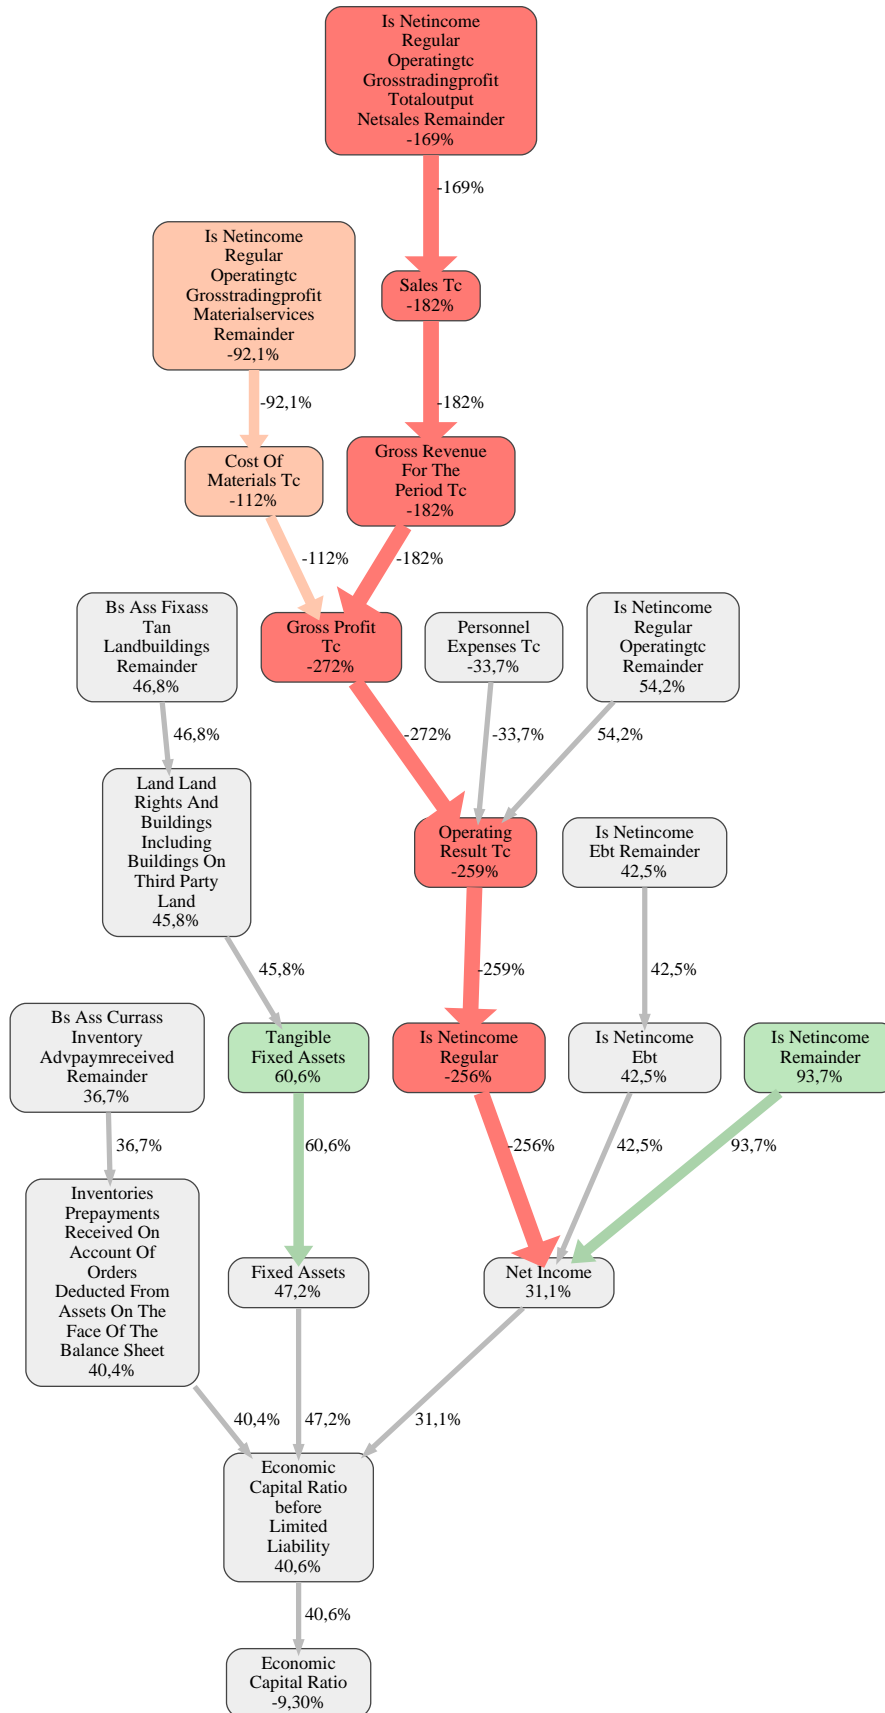 Is Netincome
Regular
Operatingtc
Grosstradingprofit
Totaloutput
Netsales Remainder
-169%
-169%
Is Netincome
Regular
Operatingtc
Grosstradingprofit
Materialservices
Remainder
-92,1%
Sales Tc
-182%
-92,1%
-182%
Cost Of
Materials Tc
-112%
Gross Revenue
For The
Period Tc
-182%
-112%
-182%
Bs Ass Fixass
Tan
Landbuildings
Remainder
46,8%
Gross Profit
Tc
-272%
Personnel
Expenses Tc
-33,7%
Is Netincome
Regular
Operatingtc
Remainder
54,2%
46,8%
-272%
-33,7%
54,2%
Land Land
Rights And
Buildings
Including
Buildings On
Third Party
Land
45,8%
Operating
Result Tc
-259%
Is Netincome
Ebt Remainder
42,5%
45,8%
-259%
42,5%
Bs Ass Currass
Inventory
Advpaymreceived
Remainder
36,7%
Tangible
Fixed Assets
60,6%
Is Netincome
Regular
-256%
Is Netincome
Ebt
42,5%
Is Netincome
Remainder
93,7%
36,7%
60,6%
-256%
42,5%
93,7%
Inventories
Prepayments
Received On
Account Of
Orders
Deducted From
Assets On The
Face Of The
Balance Sheet
40,4%
Fixed Assets
47,2%
Net Income
31,1%
40,4%
47,2%
31,1%
Economic
Capital Ratio
before
Limited
Liability
40,6%
40,6%
Economic
Capital Ratio
-9,30%